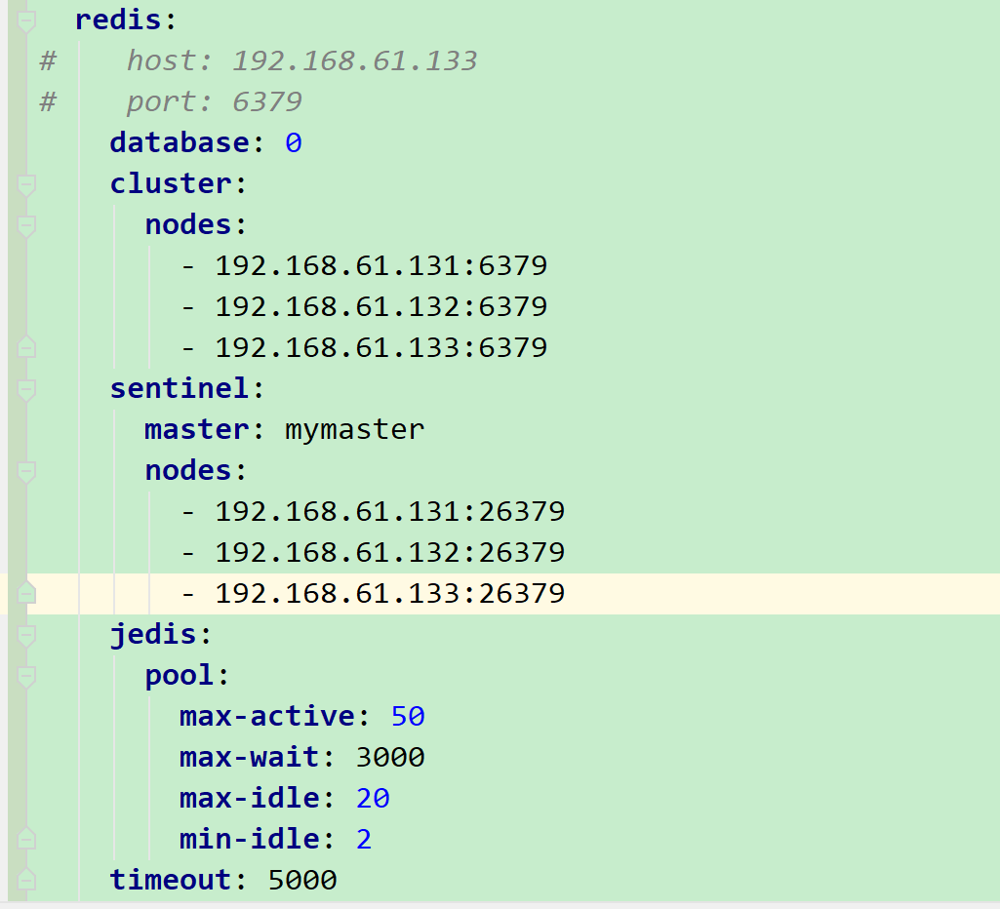 redis:
#    host: 192.168.61.133
#    port: 6379
database: 0
cluster:
nodes:
- 192.168.61.131:6379
- 192.168.61.132:6379
- 192.168.61.133:6379
sentinel:
master: mymaster
nodes:
- 192.168.61.131:26379
- 192.168.61.132:26379
- 192.168.61.133:26379
jedis:
pool:
max-active: 50
max-wait: 3000
max-idle: 20
min-idle: 2
timeout: 5000